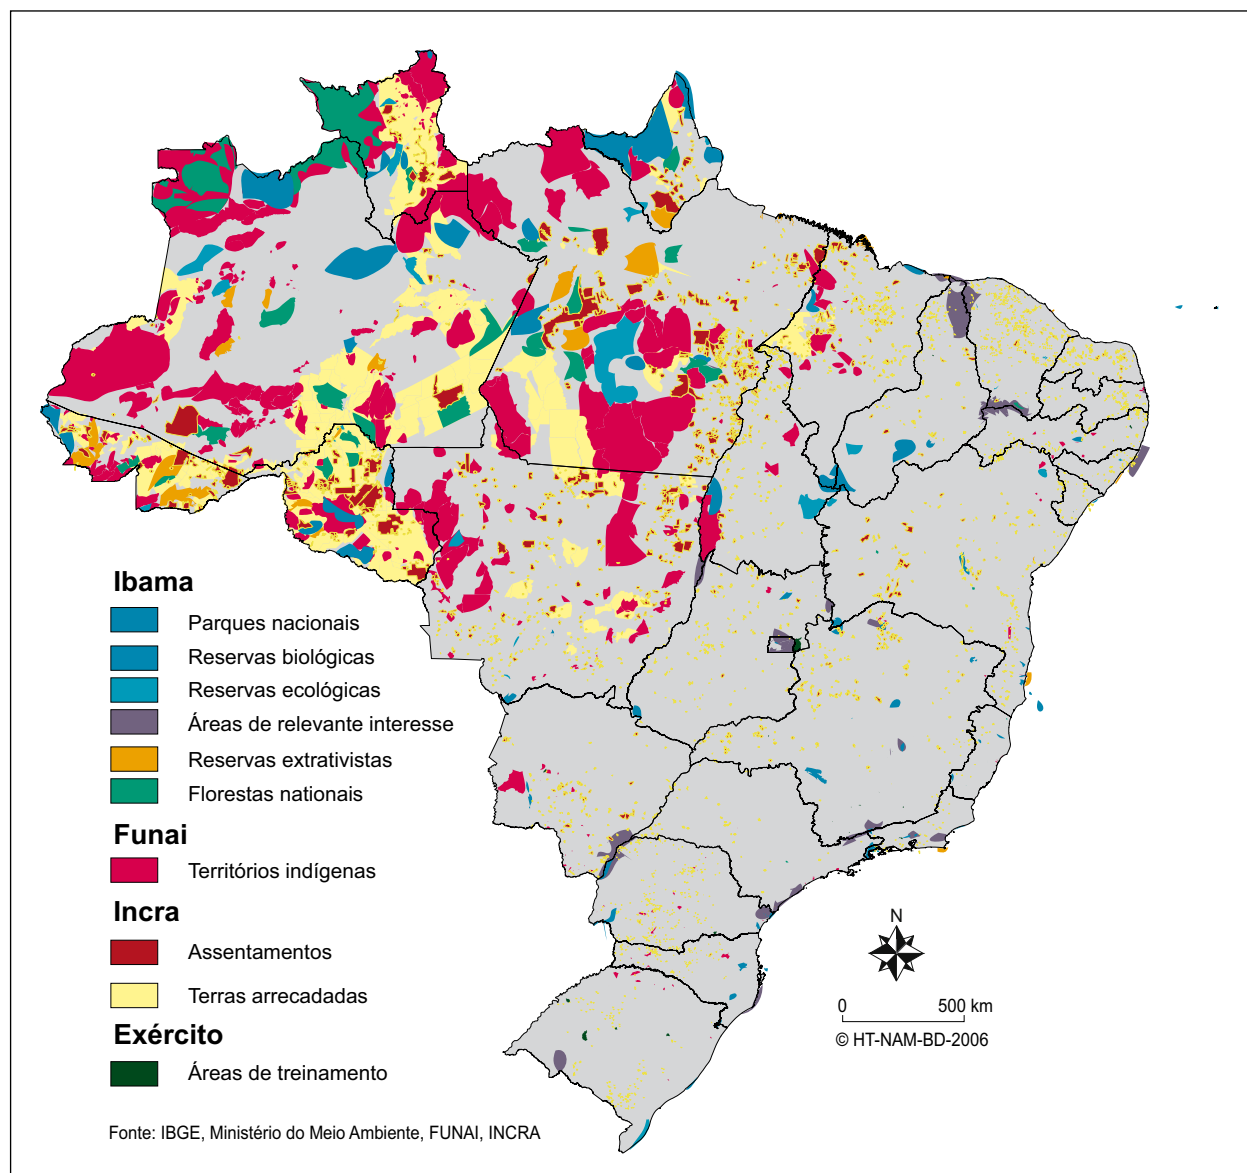 Ibama
Parques nacionais
Reservas biológicas
Reservas ecológicas
Áreas de relevante interesse
Reservas extrativistas
Florestas nationais
Funai
Territórios indígenas
Incra
Assentamentos
Terras arrecadadas
Exército
Áreas de treinamento
N
0 500 km
© HT-NAM-BD-2006
Fonte: IBGE, Ministério do Meio Ambiente, FUNAI, INCRA